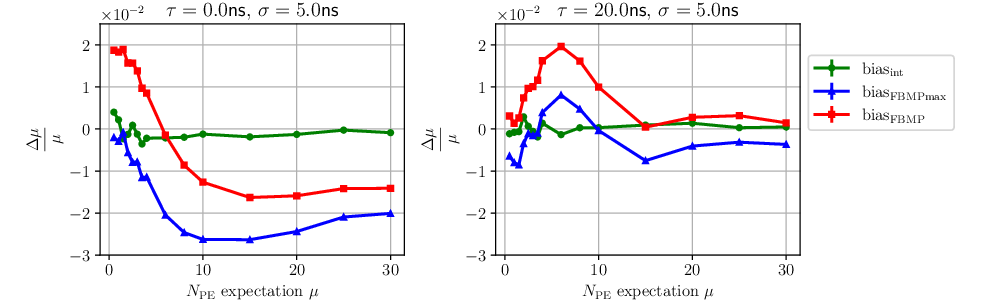 ×10⁻² τ = 0.0ns, σ = 5.0ns
2
1
0
−1
−2
−3
Δμ/μ
0 10 20 30
N_PE expectation μ
×10⁻² τ = 20.0ns, σ = 5.0ns
2
1
0
−1
−2
−3
Δμ/μ
0 10 20 30
N_PE expectation μ
bias_int
bias_FBMPmax
bias_FBMP